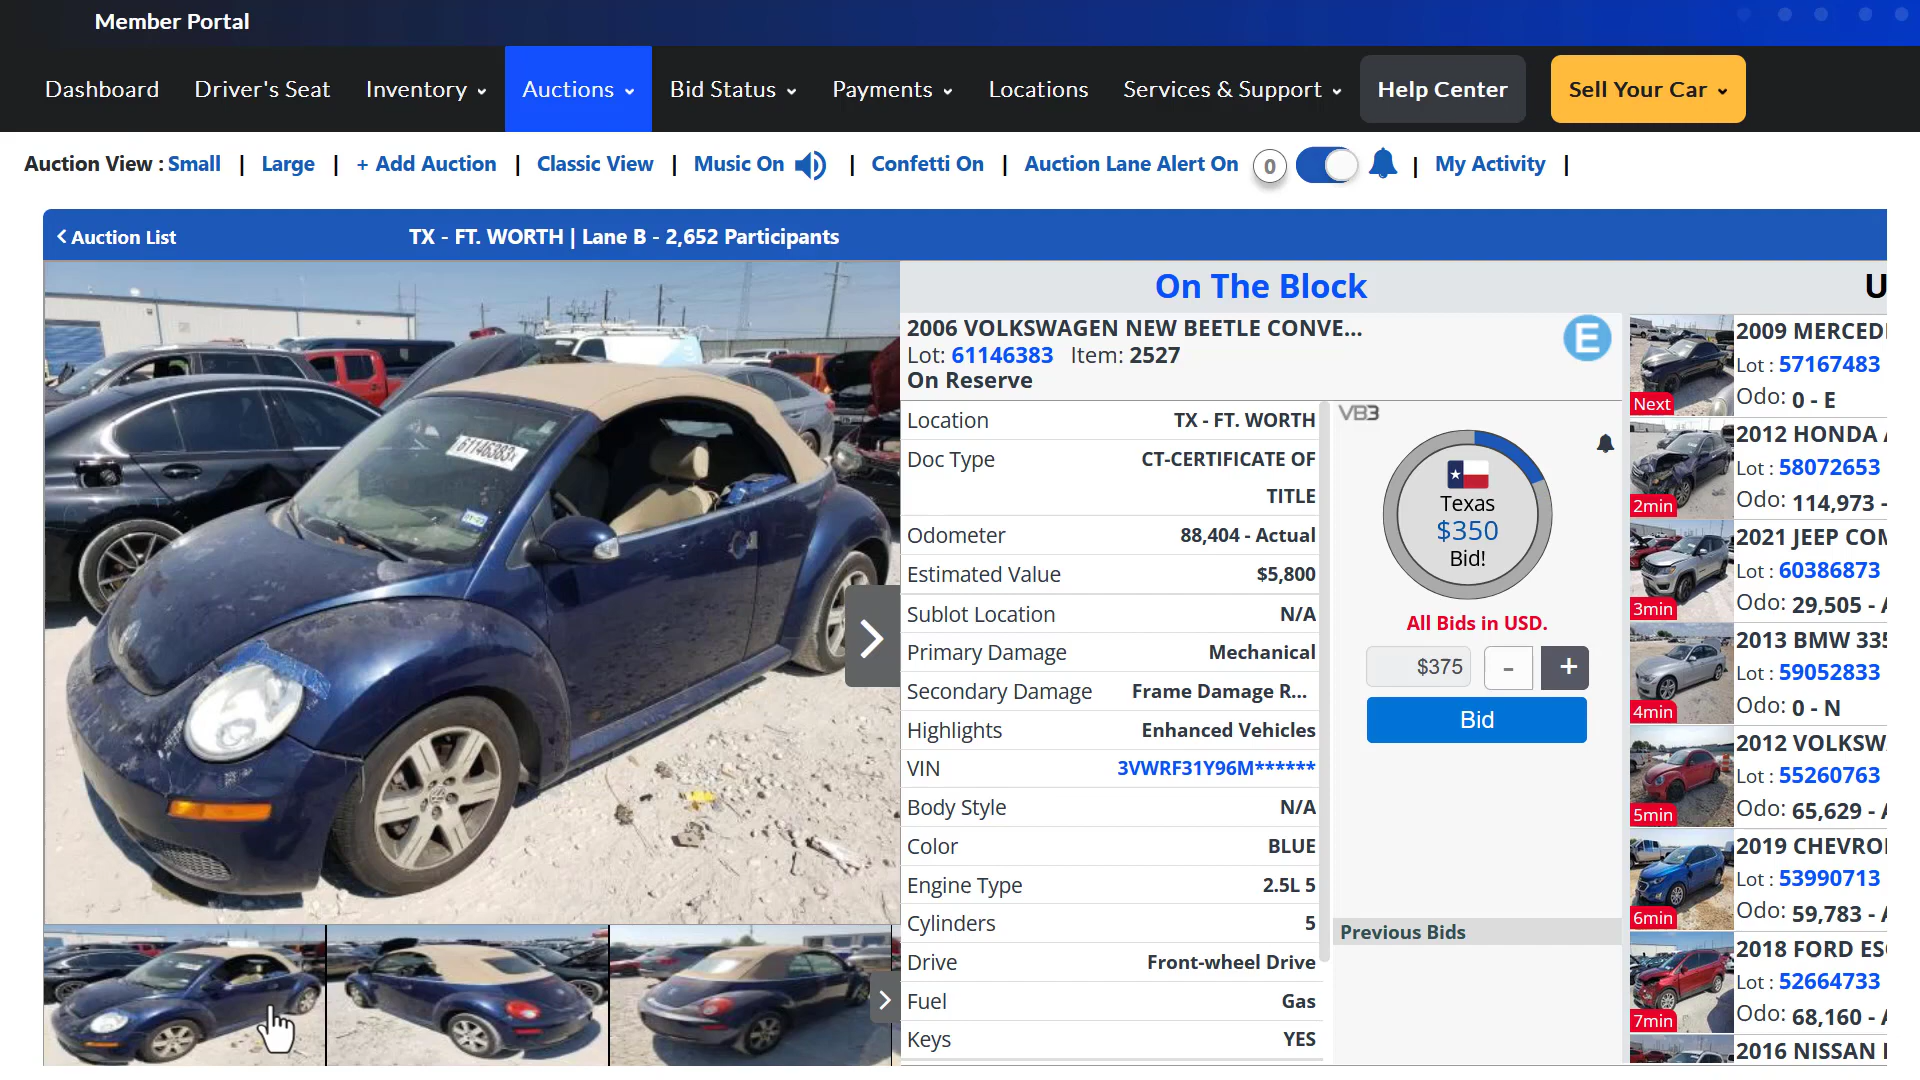 Member Portal
Dashboard
Driver's Seat
Inventory
Auctions
Bid Status
Payments
Locations
Services & Support
Help Center
Sell Your Car
Auction View : Small | Large | + Add Auction | Classic View | Music On | Confetti On | Auction Lane Alert On 0 | My Activity |
Auction List
TX - FT. WORTH | Lane B - 2,652 Participants
61146383
On The Block
2006 VOLKSWAGEN NEW BEETLE CONVE...
Lot: 61146383 Item: 2527
On Reserve
E
Location TX - FT. WORTH
Doc Type CT-CERTIFICATE OF
TITLE
Odometer 88,404 - Actual
Estimated Value $5,800
Sublot Location N/A
Primary Damage Mechanical
Secondary Damage Frame Damage R...
Highlights Enhanced Vehicles
VIN 3VWRF31Y96M******
Body Style N/A
Color BLUE
Engine Type 2.5L 5
Cylinders 5
Drive Front-wheel Drive
Fuel Gas
Keys YES
VB3
Texas
$350
Bid!
All Bids in USD.
$375 - +
Bid
Previous Bids
U
2009 MERCED
Lot : 57167483
Odo: 0 - E
Next
2012 HONDA
Lot : 58072653
Odo: 114,973 -
2min
2021 JEEP COM
Lot : 60386873
Odo: 29,505 - A
3min
2013 BMW 335
Lot : 59052833
Odo: 0 - N
4min
2012 VOLKSW
Lot : 55260763
Odo: 65,629 - A
5min
2019 CHEVRO
Lot : 53990713
Odo: 59,783 - A
6min
2018 FORD ES
Lot : 52664733
Odo: 68,160 - A
7min
2016 NISSAN